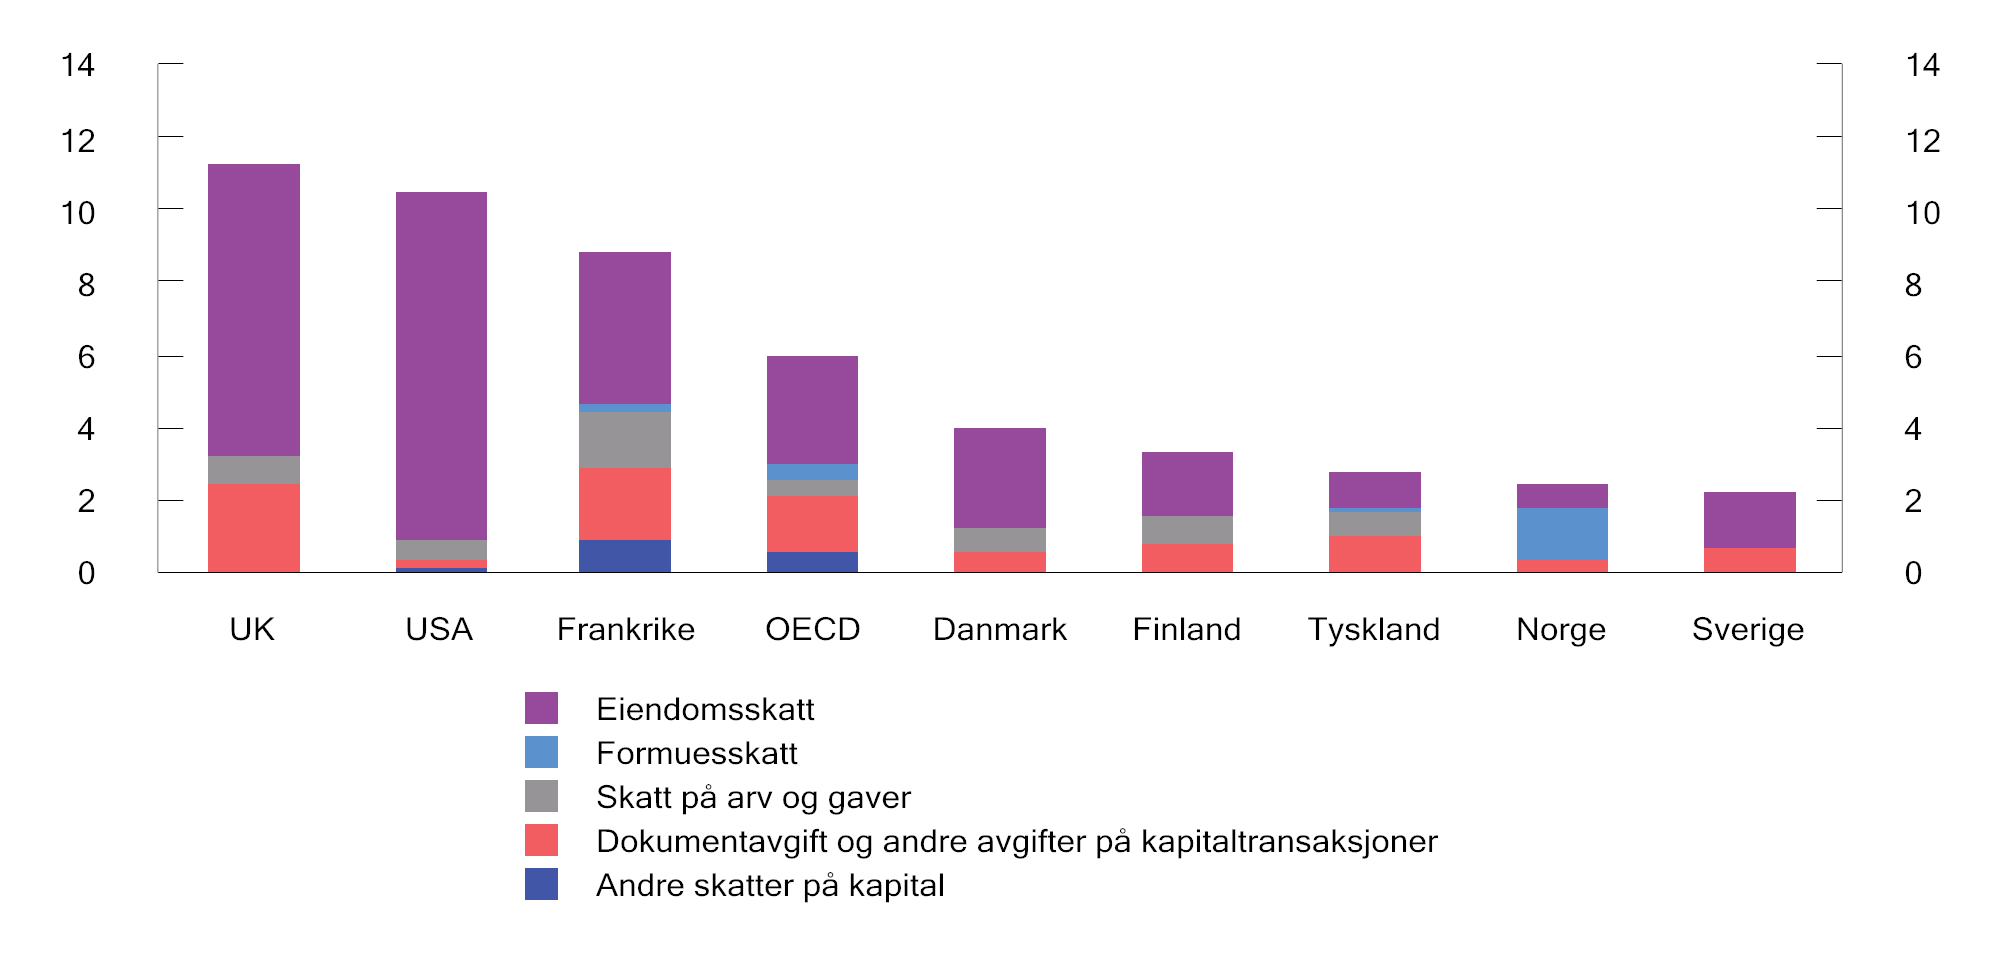 14 14
12 12
10 10
8 8
6 6
4 4
2 2
0 0
UK USA Frankrike OECD Danmark Finland Tyskland Norge Sverige
Eiendomsskatt
Formuesskatt
Skatt på arv og gaver
Dokumentavgift og andre avgifter på kapitaltransaksjoner
Andre skatter på kapital